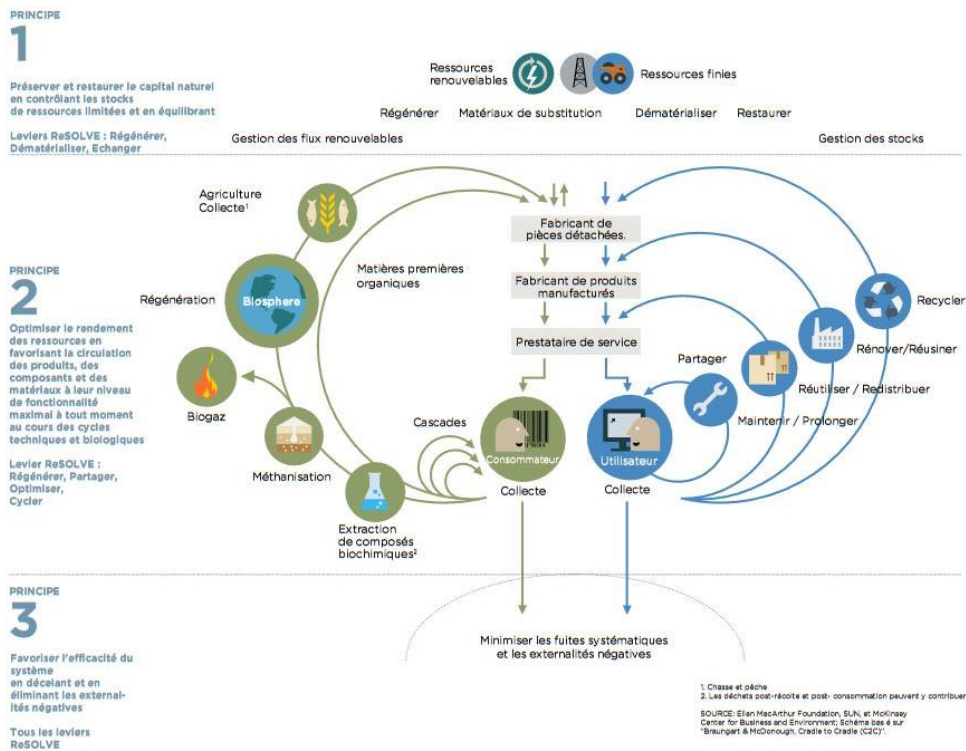 PRINCIPE
1
Préserver et restaurer le capital naturel
en contrôlant les stocks
de ressources limitées et en équilibrant
Leviers ReSOLVE : Régénérer,
Dématérialiser, Echanger
Ressources
renouvelables
Ressources finies
Régénérer
Matériaux de substitution
Dématérialiser
Restaurer
Gestion des flux renouvelables
Gestion des stocks
PRINCIPE
2
Optimiser le rendement
des ressources en
favorisant la circulation
des produits, des
composants et des
matériaux à leur niveau
de fonctionnalité
maximal à tout moment
au cours des cycles
techniques et biologiques
Levier ReSOLVE :
Régénérer, Partager,
Optimiser,
Cycler
Agriculture
Collecte¹
Régénération
Biosphere
Matières premières
organiques
Biogaz
Méthanisation
Extraction
de composés
biochimiques²
Cascades
Fabricant de
pièces détachées.
Fabricant de produits
manufacturés
Prestataire de service
Consommateur
Collecte
Utilisateur
Collecte
Partager
Maintenir / Prolonger
Réutiliser / Redistribuer
Rénover/Réusiner
Recycler
PRINCIPE
3
Favoriser l'efficacité du
système
en décelant et en
éliminant les external-
ités négatives
Tous les leviers
ReSOLVE
Minimiser les fuites systématiques
et les externalités négatives
1. Chasse et pêche
2. Les déchets post-récolte et post- consommation peuvent y contribuer
SOURCE: Ellen MacArthur Foundation, SUN, et McKinsey
Center for Business and Environment; Schéma bas é sur
"Braungart & McDonough, Cradle to Cradle (C2C)".